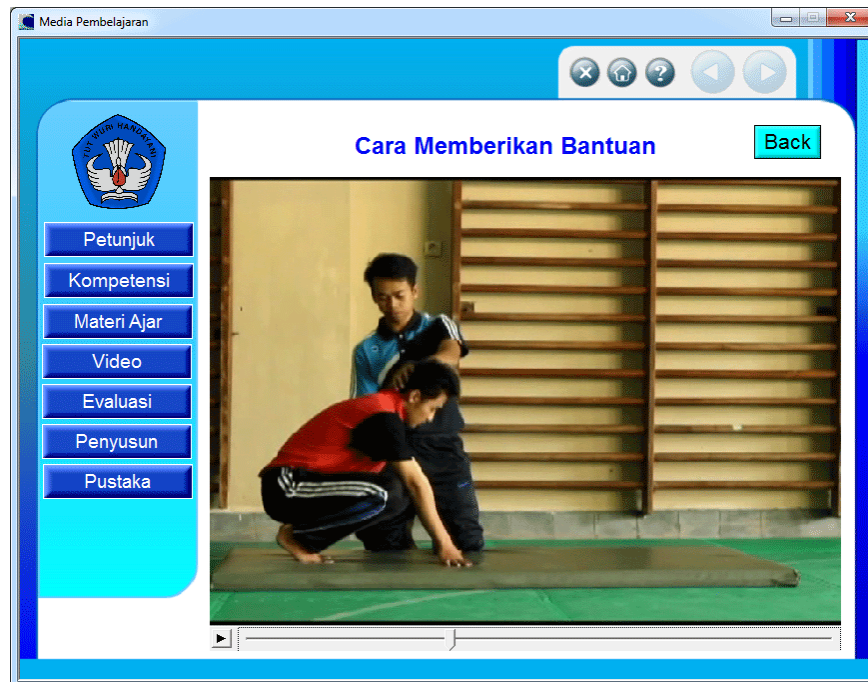 Media Pembelajaran
TUT WURI HANDAYANI
Cara Memberikan Bantuan
Back
Petunjuk
Kompetensi
Materi Ajar
Video
Evaluasi
Penyusun
Pustaka